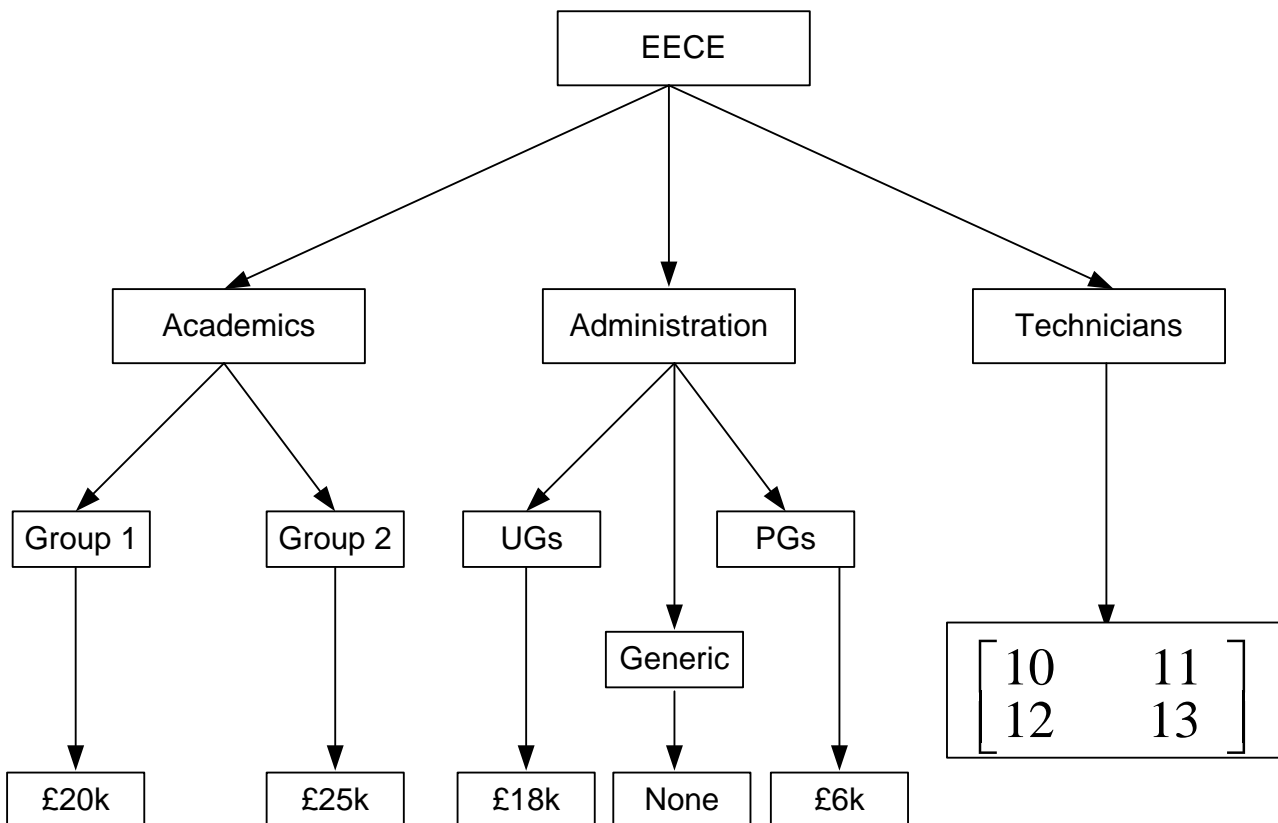 EECE
Academics
Administration
Technicians
Group 1
Group 2
UGs
PGs
Generic
10 11
12 13
£20k
£25k
£18k
None
£6k